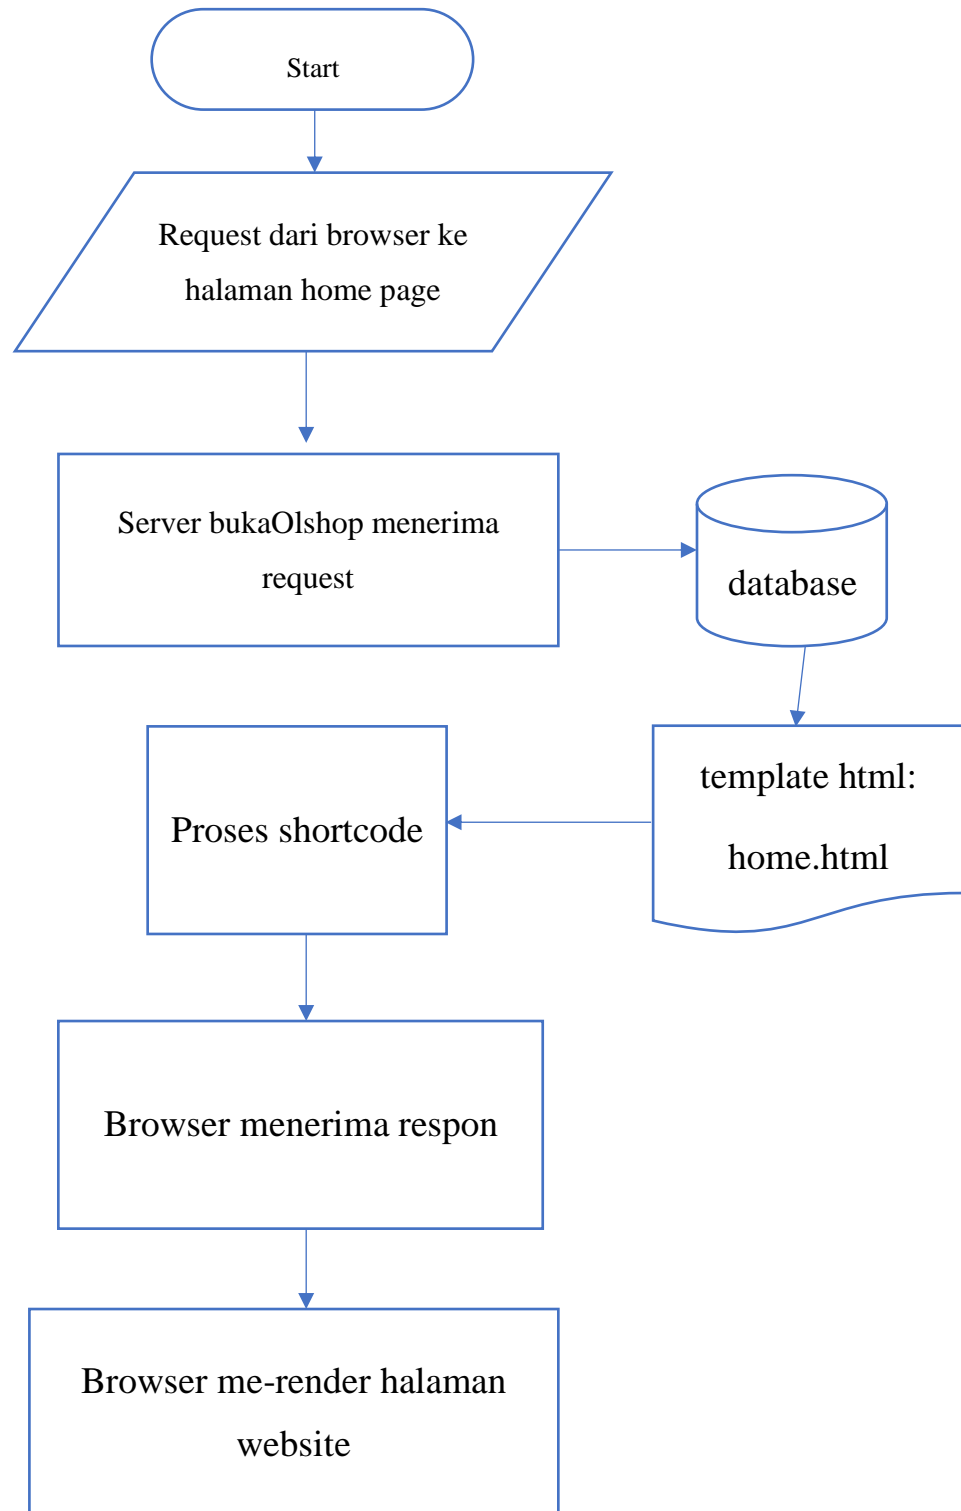 Start
Request dari browser ke
halaman home page
Server bukaOlshop menerima
request
database
template html:
home.html
Proses shortcode
Browser menerima respon
Browser me-render halaman
website